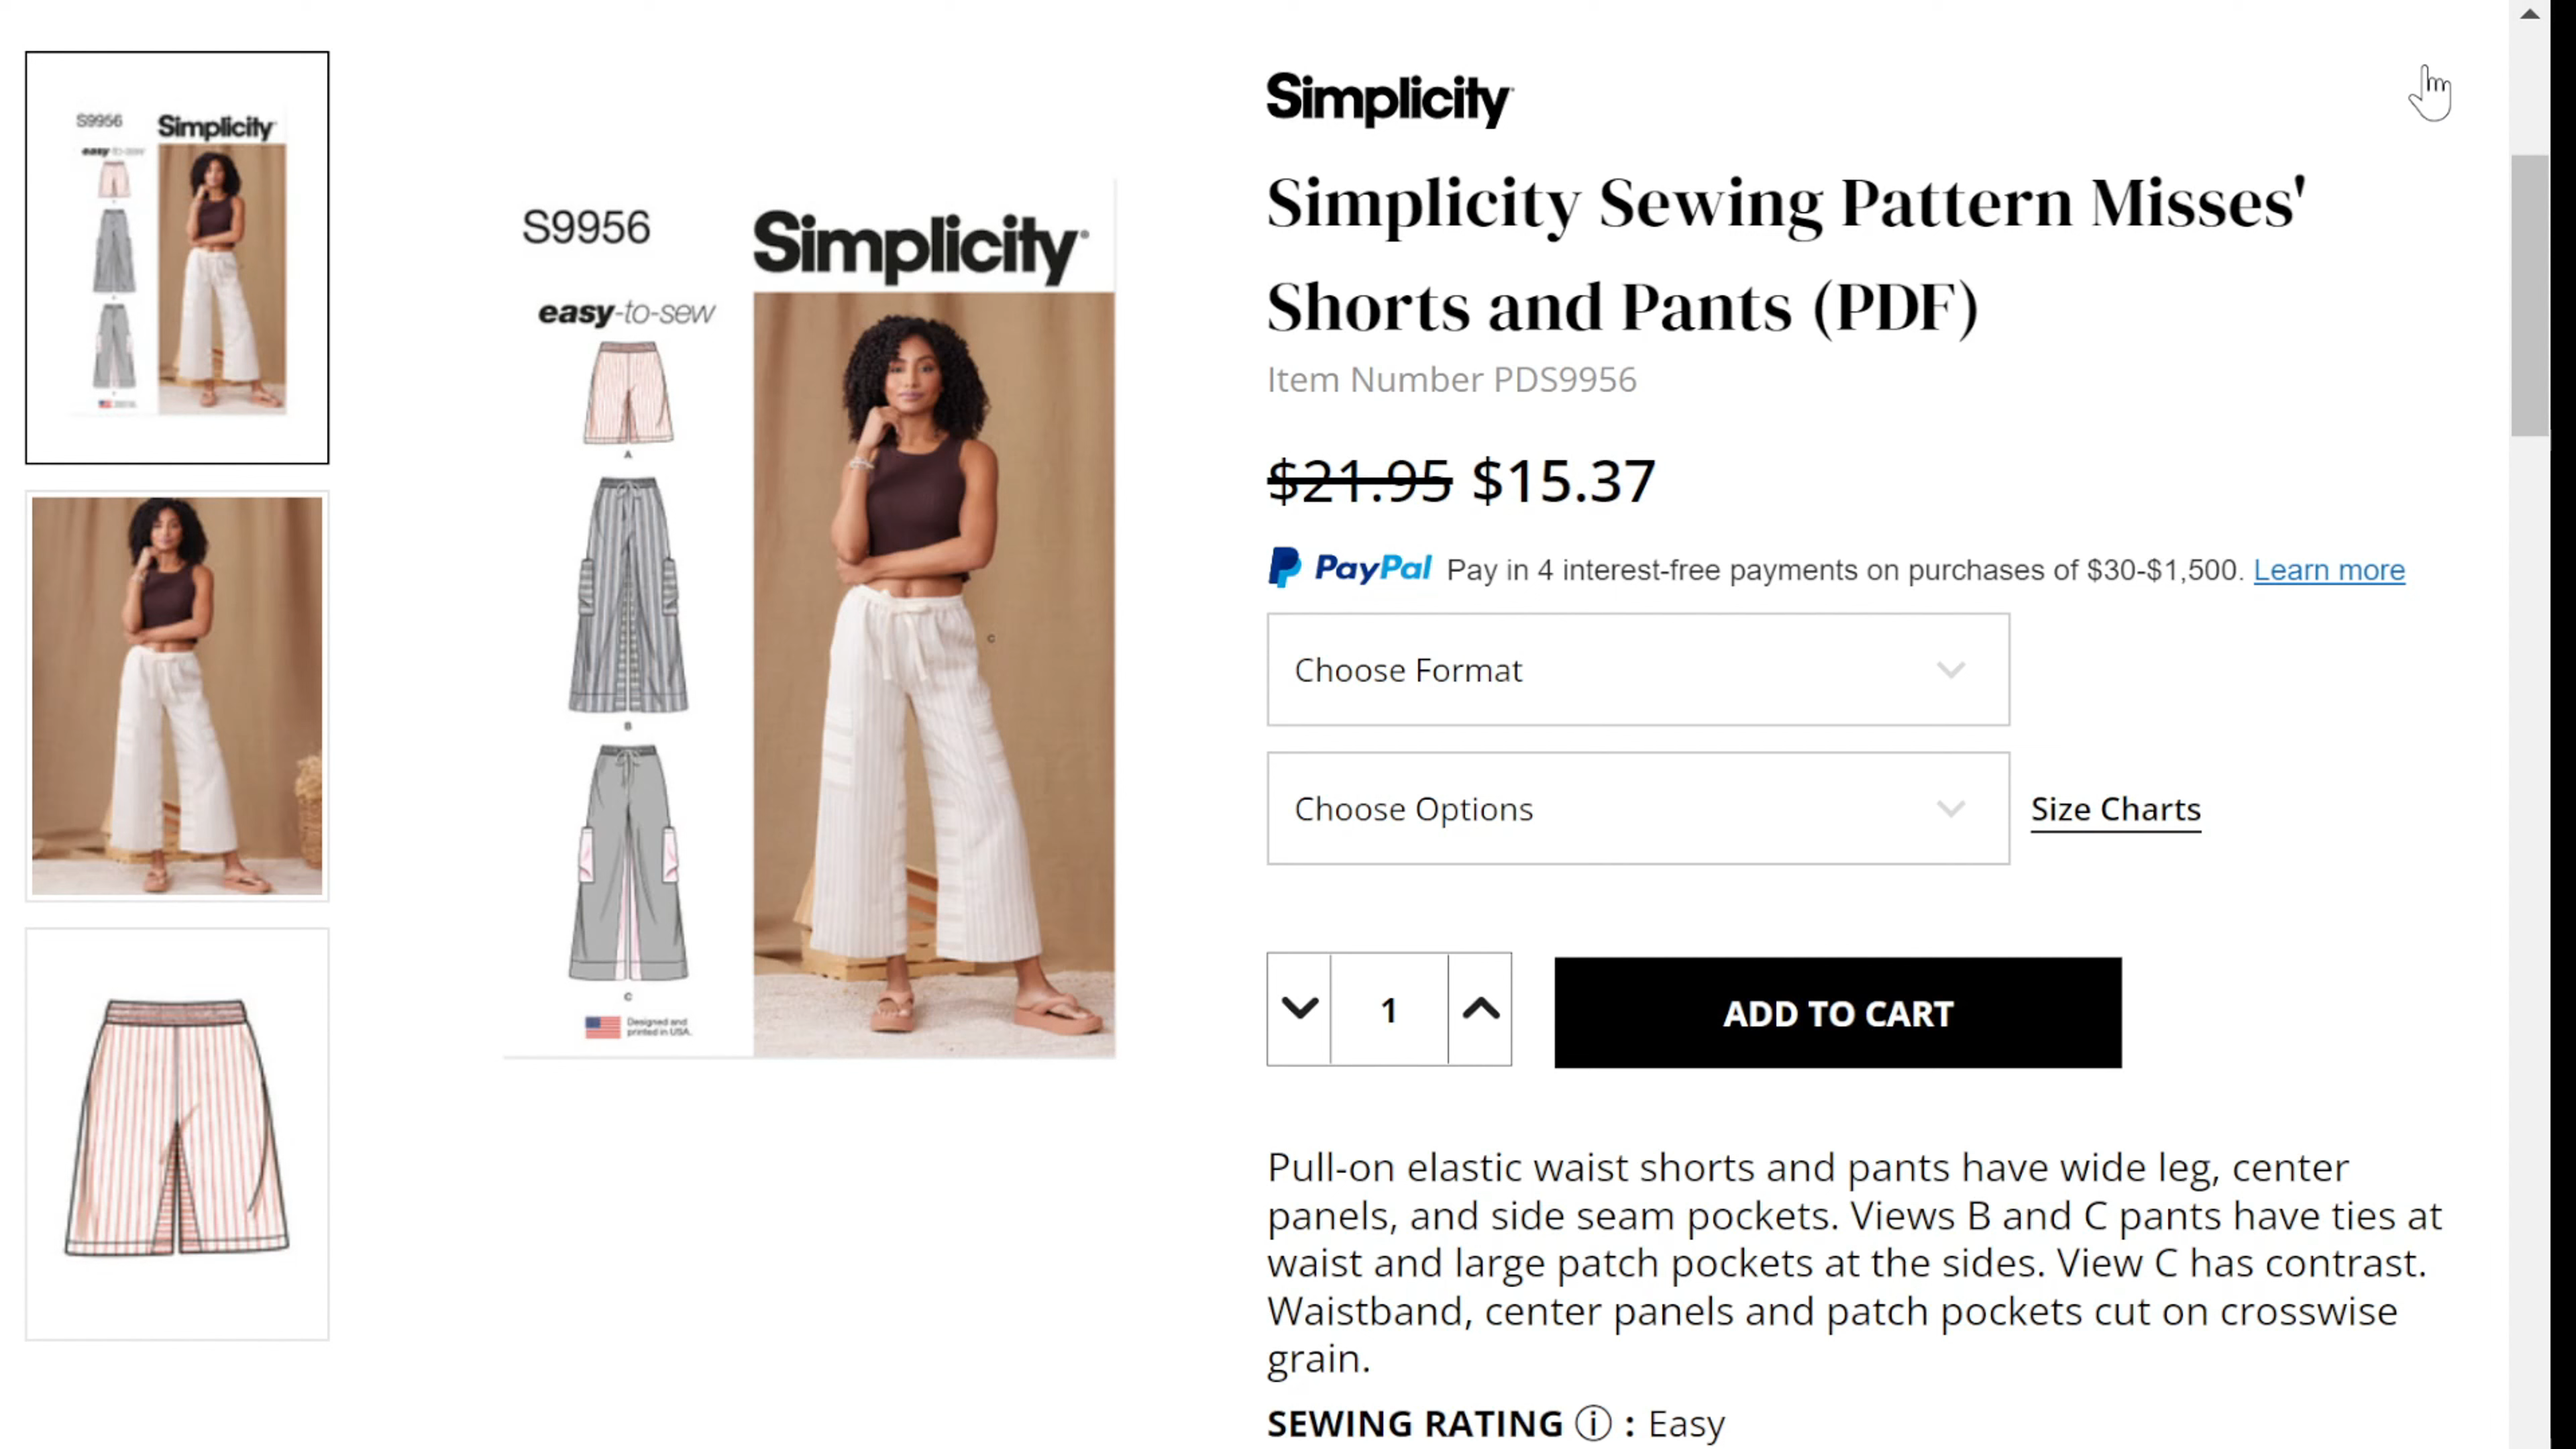 S9956
Simplicity
easy-to-sew
S9956
Simplicity
easy-to-sew
A
B
C
C
Designed and
printed in USA.
Simplicity
Simplicity Sewing Pattern Misses'
Shorts and Pants (PDF)
Item Number PDS9956
$21.95 $15.37
PayPal Pay in 4 interest-free payments on purchases of $30-$1,500. Learn more
Choose Format
Choose Options
Size Charts
1
ADD TO CART
Pull-on elastic waist shorts and pants have wide leg, center
panels, and side seam pockets. Views B and C pants have ties at
waist and large patch pockets at the sides. View C has contrast.
Waistband, center panels and patch pockets cut on crosswise
grain.
SEWING RATING ⓘ : Easy